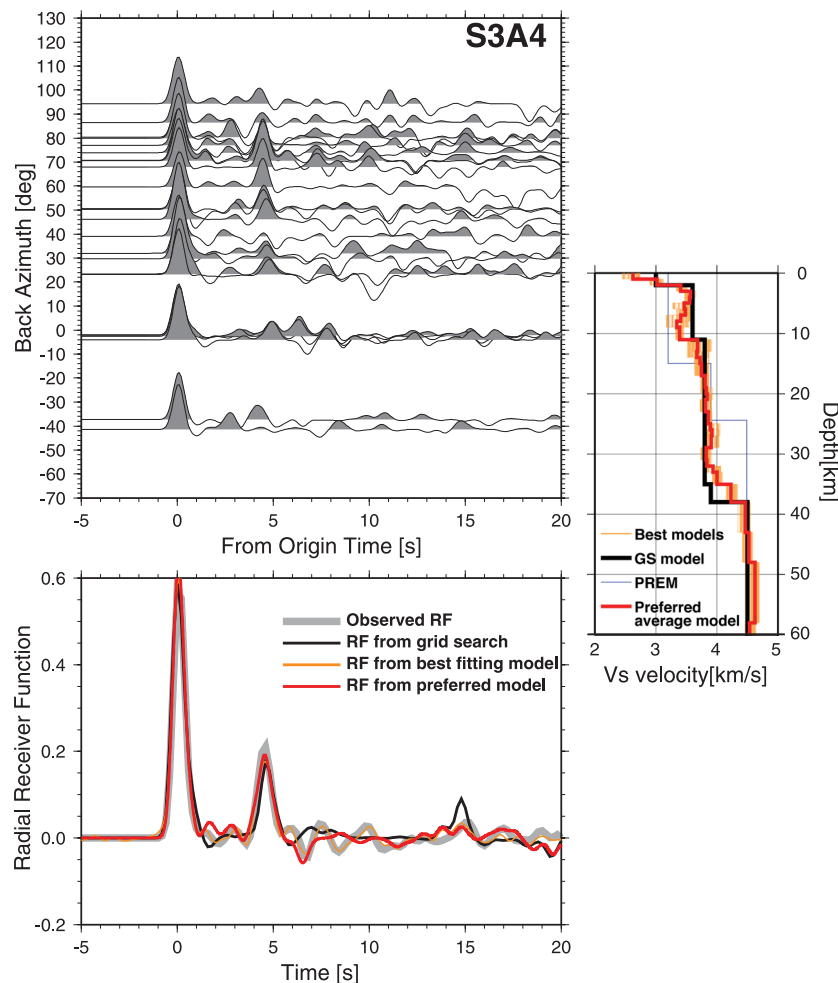 S3A4
Back Azimuth [deg]
130
120
110
100
90
80
70
60
50
40
30
20
10
0
-10
-20
-30
-40
-50
-60
-70
-5 0 5 10 15 20
From Origin Time [s]
Radial Receiver Function
0.6
0.4
0.2
0.0
-0.2
Observed RF
RF from grid search
RF from best fitting model
RF from preferred model
-5 0 5 10 15 20
Time [s]
0
10
20
30
40
50
60
Depth[km]
Best models
GS model
PREM
Preferred
average model
2 3 4 5
Vs velocity[km/s]